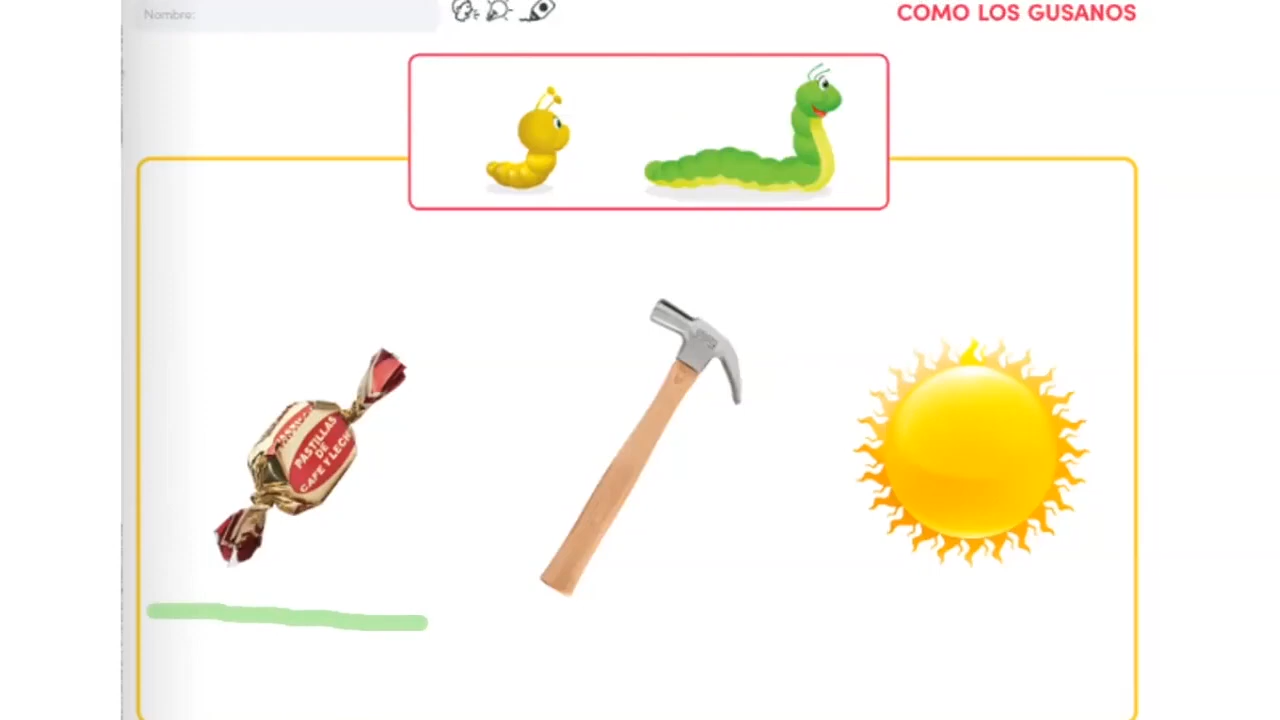 Nombre:
COMO LOS GUSANOS
PASTILLAS
DE
CAFE Y LECHE